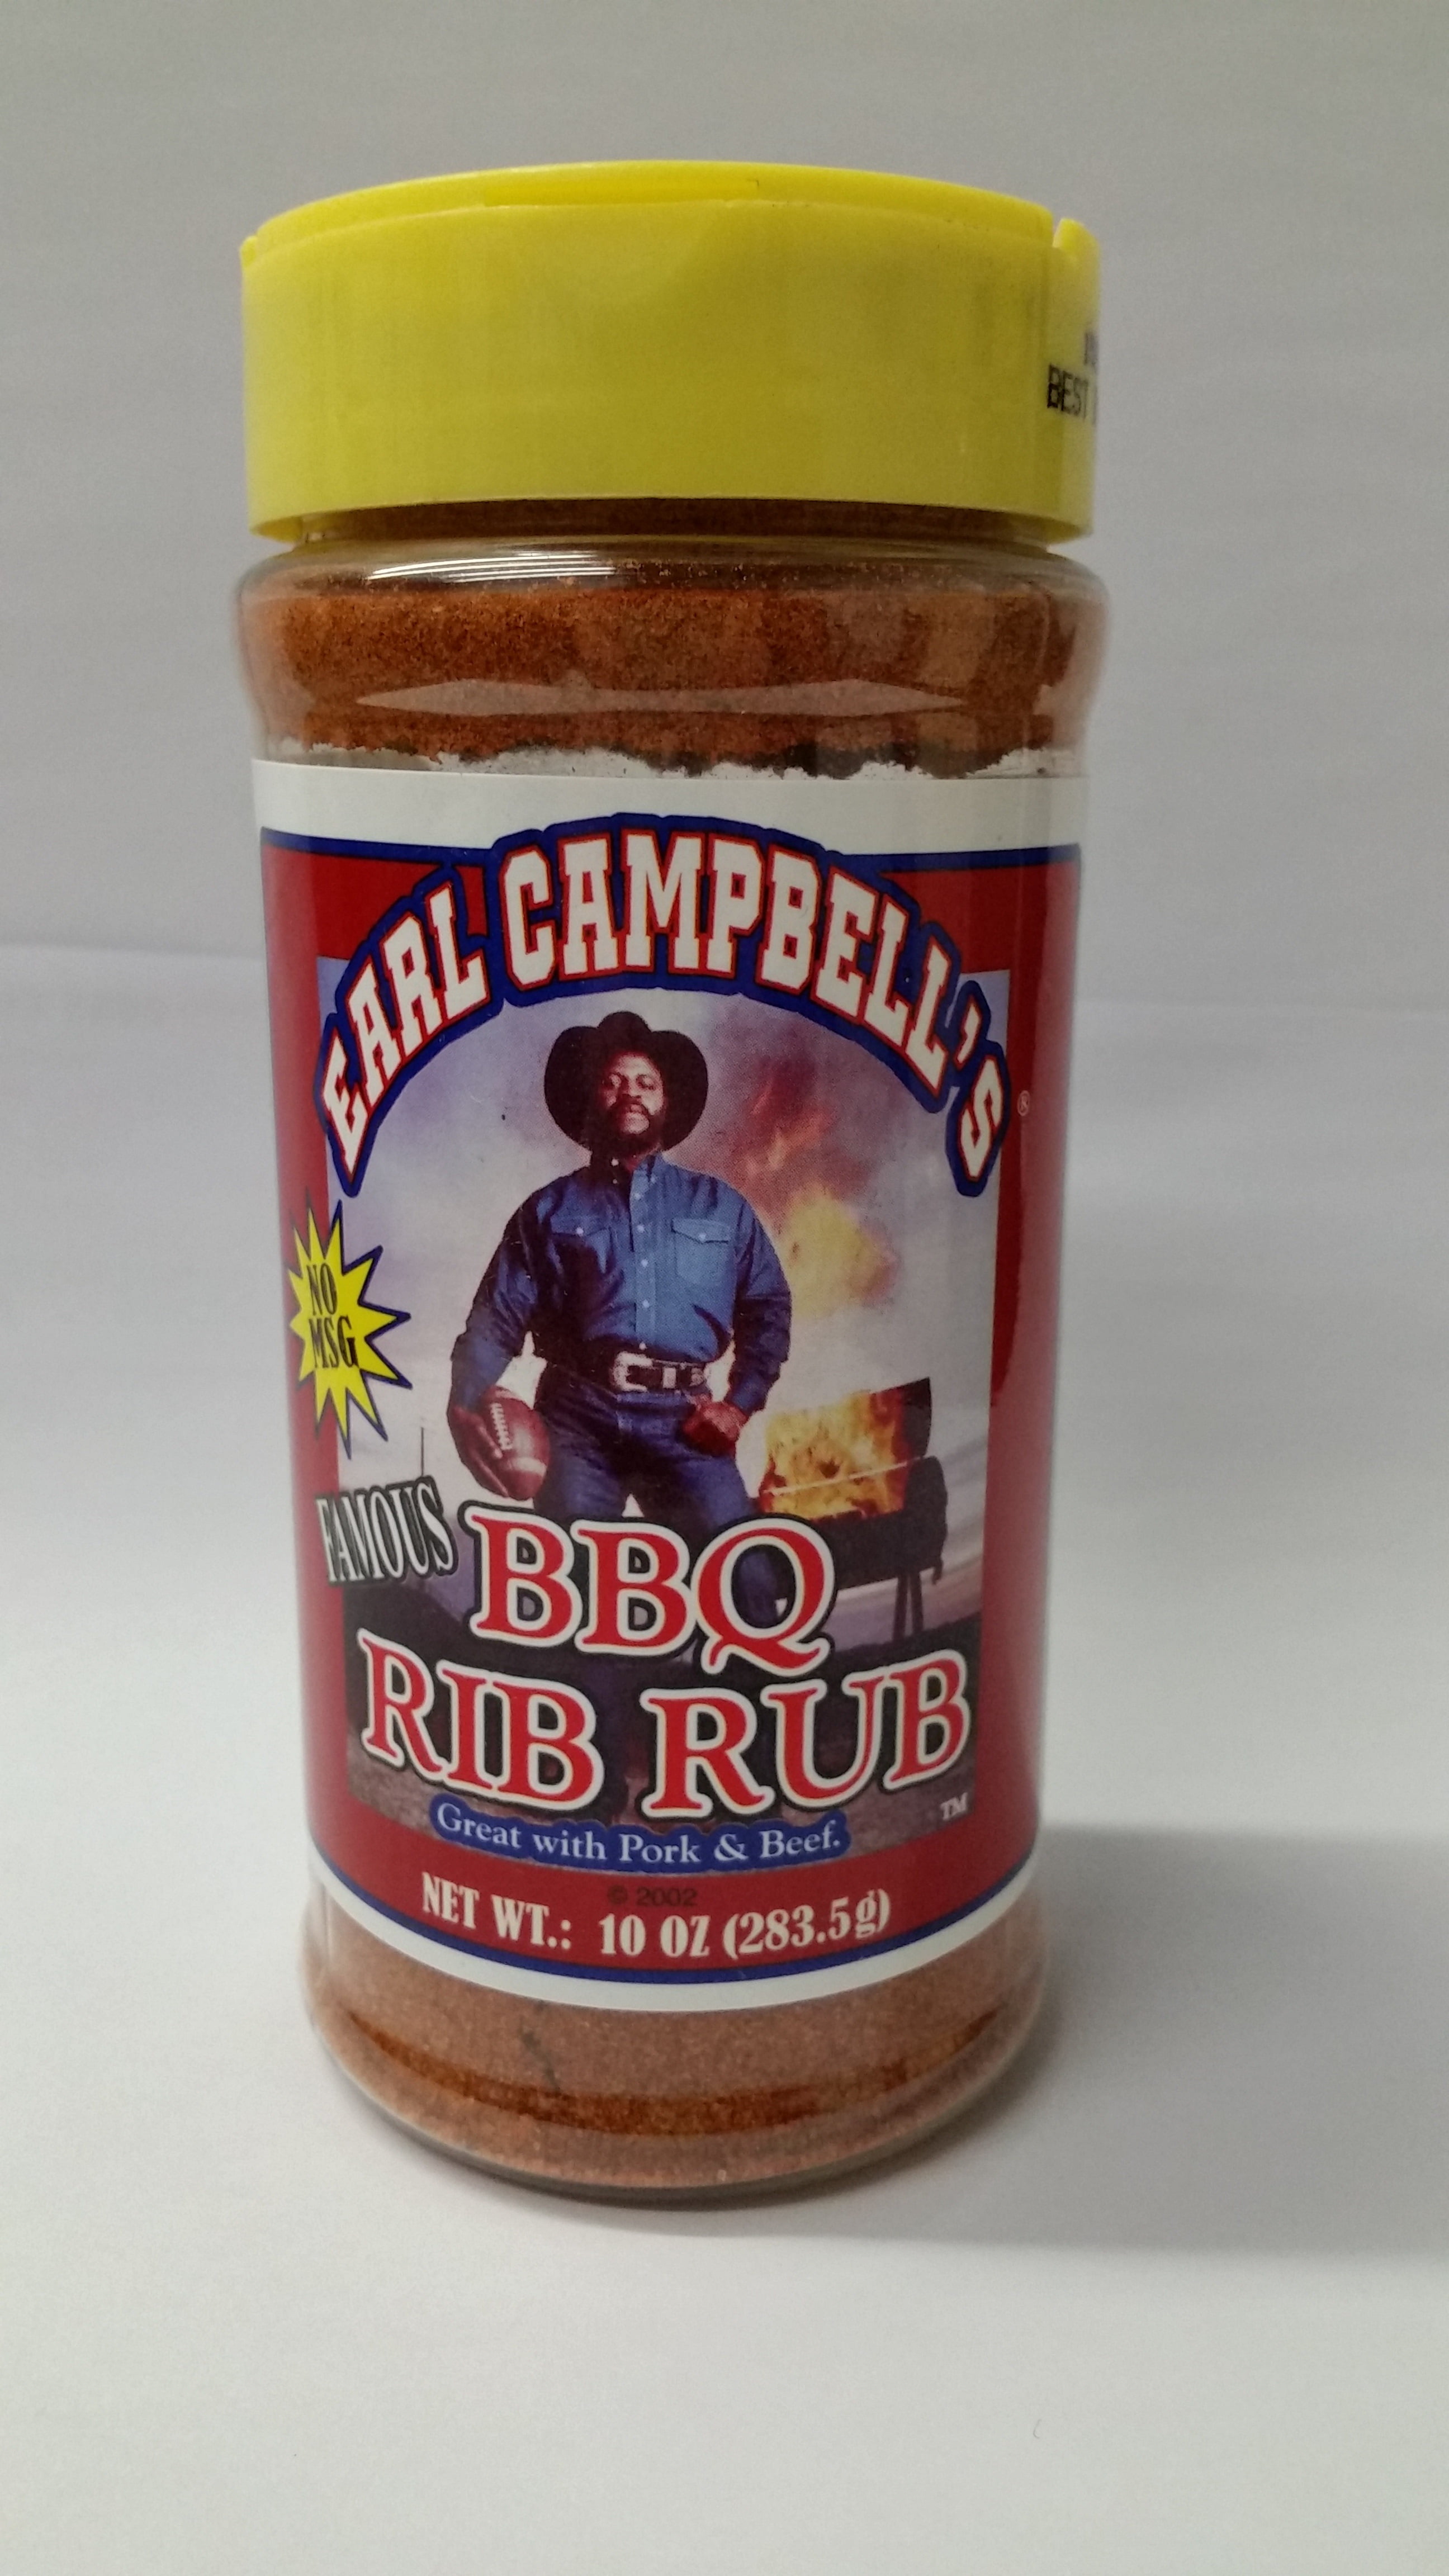 BEST
EARL CAMPBELL'S
®
NO
MSG
FAMOUS
BBQ
RIB RUB
TM
Great with Pork & Beef.
© 2002
NET WT.: 10 OZ (283.5g)